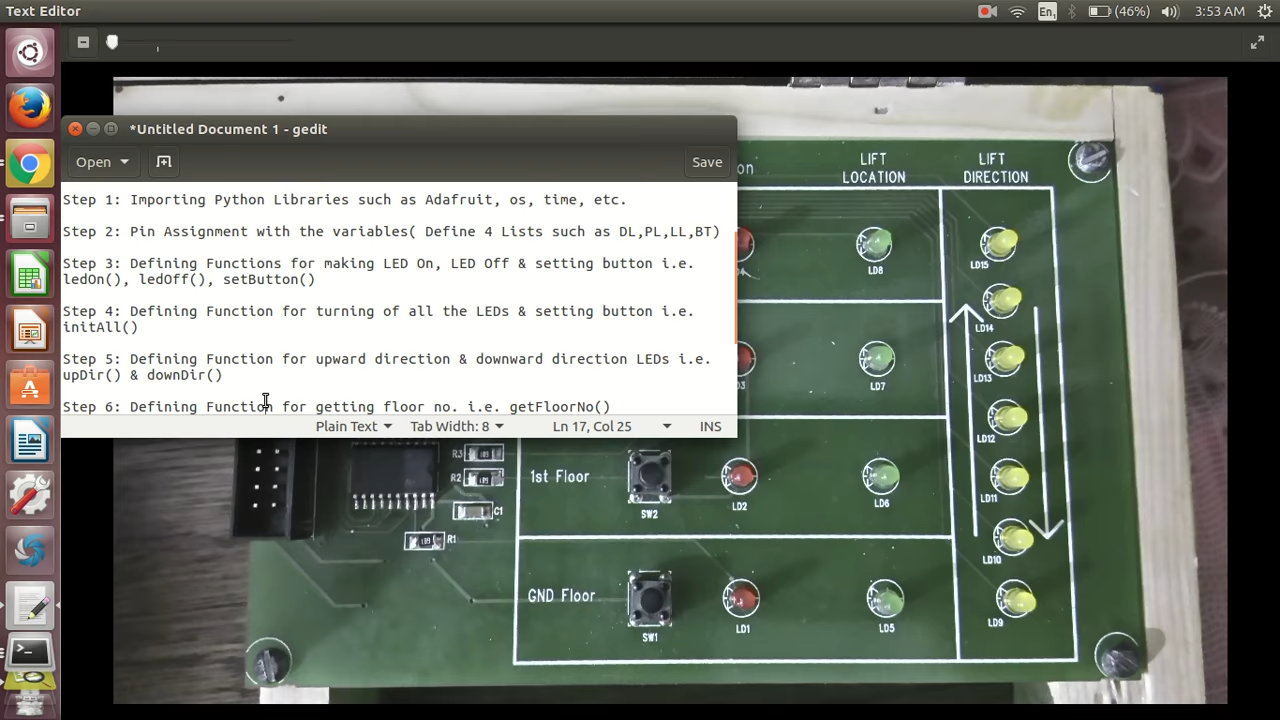 Text Editor
En1
(46%)
3:53 AM
*Untitled Document 1 - gedit
Open
Save
Step 1: Importing Python Libraries such as Adafruit, os, time, etc.
Step 2: Pin Assignment with the variables( Define 4 Lists such as DL,PL,LL,BT)
Step 3: Defining Functions for making LED On, LED Off & setting button i.e.
ledOn(), ledOff(), setButton()
Step 4: Defining Function for turning of all the LEDs & setting button i.e.
initAll()
Step 5: Defining Function for upward direction & downward direction LEDs i.e.
upDir() & downDir()
Step 6: Defining Function for getting floor no. i.e. getFloorNo()
Plain Text
Tab Width: 8
Ln 17, Col 25
INS
on
LIFT
LOCATION
LIFT
DIRECTION
LD8
LD15
LD14
LD7
LD13
LD12
R3
R2
C1
R1
1st Floor
SW2
LD2
LD6
LD11
LD10
GND Floor
SW1
LD1
LD5
LD9